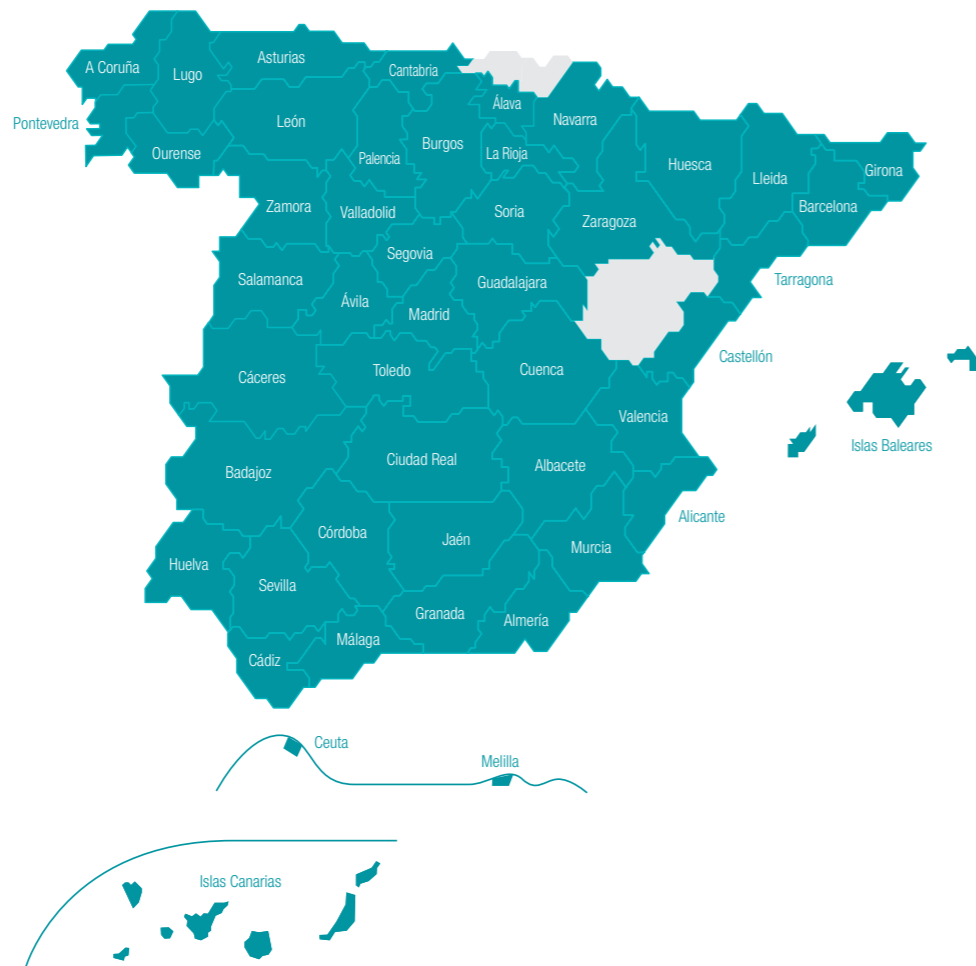 Asturias
A Coruña
Lugo
Cantabria
Álava
Navarra
Pontevedra
León
Burgos
La Rioja
Ourense
Palencia
Huesca
Lleida
Girona
Zamora
Valladolid
Soria
Zaragoza
Barcelona
Segovia
Salamanca
Guadalajara
Tarragona
Ávila
Madrid
Castellón
Cáceres
Toledo
Cuenca
Valencia
Islas Baleares
Badajoz
Ciudad Real
Albacete
Alicante
Córdoba
Jaén
Murcia
Huelva
Sevilla
Granada
Almería
Málaga
Cádiz
Ceuta
Melilla
Islas Canarias